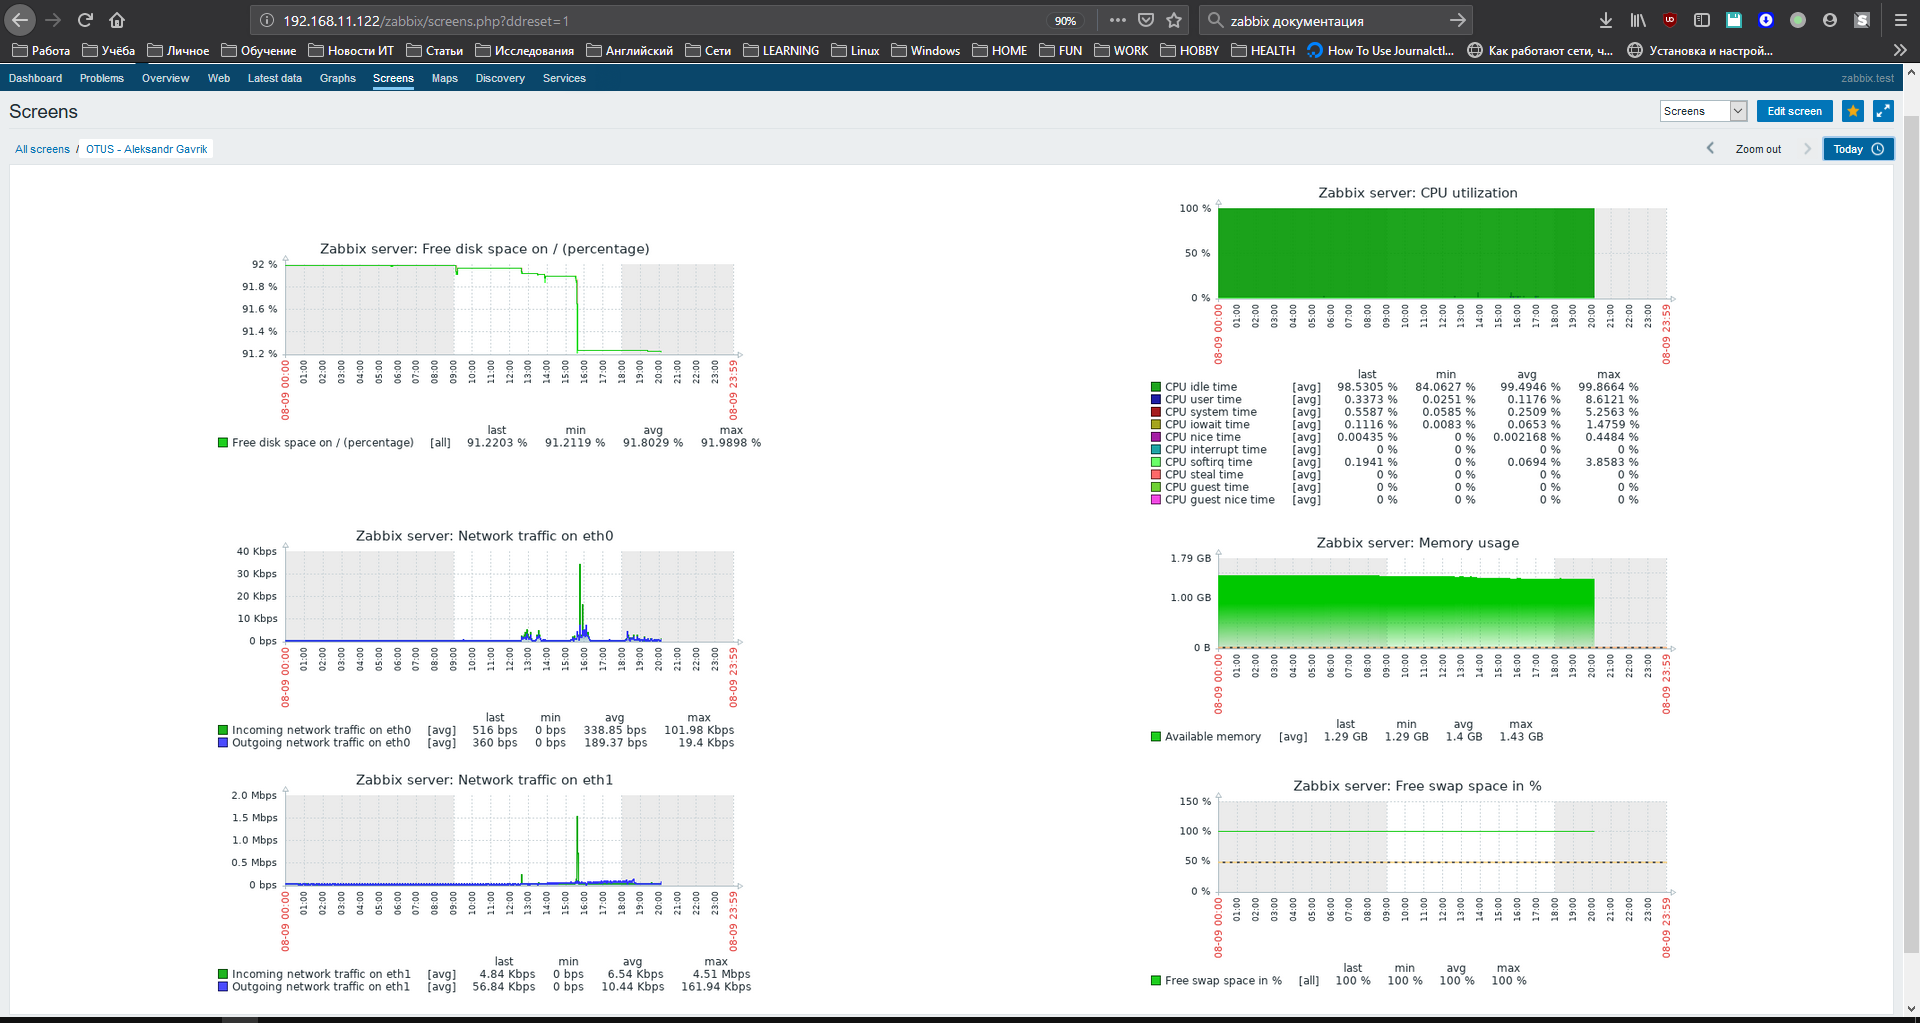 192.168.11.122/zabbix/screens.php?ddreset=1 90% zabbix документация
Работа Учёба Личное Обучение Новости ИТ Статьи Исследования Английский Сети LEARNING Linux Windows HOME FUN WORK HOBBY HEALTH How To Use Journalctl... Как работают сети, ч... Установка и настрой...
Dashboard Problems Overview Web Latest data Graphs Screens Maps Discovery Services zabbix.test
Screens Screens Edit screen
All screens / OTUS - Aleksandr Gavrik Zoom out Today
Zabbix server: Free disk space on / (percentage)
92 %
91.8 %
91.6 %
91.4 %
91.2 %
08-09 00:00 01:00 02:00 03:00 04:00 05:00 06:00 07:00 08:00 09:00 10:00 11:00 12:00 13:00 14:00 15:00 16:00 17:00 18:00 19:00 20:00 21:00 22:00 23:00 08-09 23:59
last min avg max
Free disk space on / (percentage) [all] 91.2203 % 91.2119 % 91.8029 % 91.9898 %
Zabbix server: CPU utilization
100 %
50 %
0 %
08-09 00:00 01:00 02:00 03:00 04:00 05:00 06:00 07:00 08:00 09:00 10:00 11:00 12:00 13:00 14:00 15:00 16:00 17:00 18:00 19:00 20:00 21:00 22:00 23:00 08-09 23:59
last min avg max
CPU idle time [avg] 98.5305 % 84.0627 % 99.4946 % 99.8664 %
CPU user time [avg] 0.3373 % 0.0251 % 0.1176 % 8.6121 %
CPU system time [avg] 0.5587 % 0.0585 % 0.2509 % 5.2563 %
CPU iowait time [avg] 0.1116 % 0.0083 % 0.0653 % 1.4759 %
CPU nice time [avg] 0.00435 % 0 % 0.002168 % 0.4484 %
CPU interrupt time [avg] 0 % 0 % 0 % 0 %
CPU softirq time [avg] 0.1941 % 0 % 0.0694 % 3.8583 %
CPU steal time [avg] 0 % 0 % 0 % 0 %
CPU guest time [avg] 0 % 0 % 0 % 0 %
CPU guest nice time [avg] 0 % 0 % 0 % 0 %
Zabbix server: Network traffic on eth0
40 Kbps
30 Kbps
20 Kbps
10 Kbps
0 bps
08-09 00:00 01:00 02:00 03:00 04:00 05:00 06:00 07:00 08:00 09:00 10:00 11:00 12:00 13:00 14:00 15:00 16:00 17:00 18:00 19:00 20:00 21:00 22:00 23:00 08-09 23:59
last min avg max
Incoming network traffic on eth0 [avg] 516 bps 0 bps 338.85 bps 101.98 Kbps
Outgoing network traffic on eth0 [avg] 360 bps 0 bps 189.37 bps 19.4 Kbps
Zabbix server: Memory usage
1.79 GB
1.00 GB
0 B
08-09 00:00 01:00 02:00 03:00 04:00 05:00 06:00 07:00 08:00 09:00 10:00 11:00 12:00 13:00 14:00 15:00 16:00 17:00 18:00 19:00 20:00 21:00 22:00 23:00 08-09 23:59
last min avg max
Available memory [avg] 1.29 GB 1.29 GB 1.4 GB 1.43 GB
Zabbix server: Network traffic on eth1
2.0 Mbps
1.5 Mbps
1.0 Mbps
0.5 Mbps
0 bps
08-09 00:00 01:00 02:00 03:00 04:00 05:00 06:00 07:00 08:00 09:00 10:00 11:00 12:00 13:00 14:00 15:00 16:00 17:00 18:00 19:00 20:00 21:00 22:00 23:00 08-09 23:59
last min avg max
Incoming network traffic on eth1 [avg] 4.84 Kbps 0 bps 6.54 Kbps 4.51 Mbps
Outgoing network traffic on eth1 [avg] 56.84 Kbps 0 bps 10.44 Kbps 161.94 Kbps
Zabbix server: Free swap space in %
150 %
100 %
50 %
0 %
08-09 00:00 01:00 02:00 03:00 04:00 05:00 06:00 07:00 08:00 09:00 10:00 11:00 12:00 13:00 14:00 15:00 16:00 17:00 18:00 19:00 20:00 21:00 22:00 23:00 08-09 23:59
last min avg max
Free swap space in % [all] 100 % 100 % 100 % 100 %